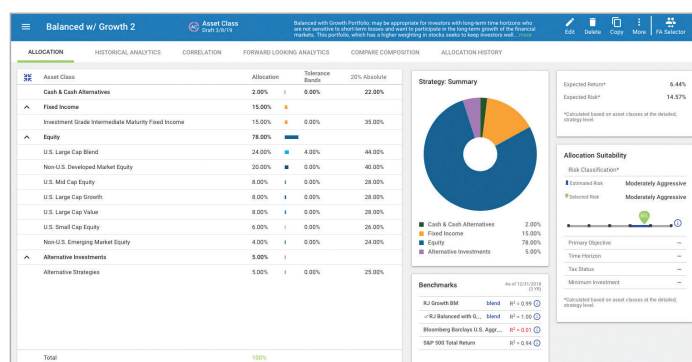 Balanced w/ Growth 2
AC
Asset Class
Draft 3/8/19
Balanced with Growth Portfolio: may be appropriate for investors with long-term time horizons who
are not sensitive to short-term losses and want to participate in the long-term growth of the financial
markets. This portfolio, which has a higher weighting in stocks seeks to keep investors well... more
Edit
Delete
Copy
More
FA Selector
ALLOCATION
HISTORICAL ANALYTICS
CORRELATION
FORWARD LOOKING ANALYTICS
COMPARE COMPOSITION
ALLOCATION HISTORY
Asset Class Allocation Tolerance Bands 20% Absolute
Cash & Cash Alternatives 2.00% 0.00% 22.00%
Fixed Income 15.00%
Investment Grade Intermediate Maturity Fixed Income 15.00% 0.00% 35.00%
Equity 78.00%
U.S. Large Cap Blend 24.00% 4.00% 44.00%
Non-U.S. Developed Market Equity 20.00% 0.00% 40.00%
U.S. Mid Cap Equity 8.00% 0.00% 28.00%
U.S. Large Cap Growth 8.00% 0.00% 28.00%
U.S. Large Cap Value 8.00% 0.00% 28.00%
U.S. Small Cap Equity 6.00% 0.00% 26.00%
Non-U.S. Emerging Market Equity 4.00% 0.00% 24.00%
Alternative Investments 5.00%
Alternative Strategies 5.00% 0.00% 25.00%
Total 100%
Strategy: Summary
Cash & Cash Alternatives 2.00%
Fixed Income 15.00%
Equity 78.00%
Alternative Investments 5.00%
Benchmarks
As of 12/31/2018
(3 YR)
RJ Growth BM blend R² = 0.99
✓RJ Balanced with G... blend R² = 1.00
Bloomberg Barclays U.S. Aggr... R² = 0.01
S&P 500 Total Return R² = 0.94
Expected Return* 6.44%
Expected Risk* 14.57%
*Calculated based on asset classes at the detailed,
strategy level.
Allocation Suitability
Risk Classification*
Estimated Risk Moderately Aggressive
Selected Risk Moderately Aggressive
Primary Objective –
Time Horizon –
Tax Status –
Minimum Investment –
*Calculated based on asset classes at the detailed,
strategy level.